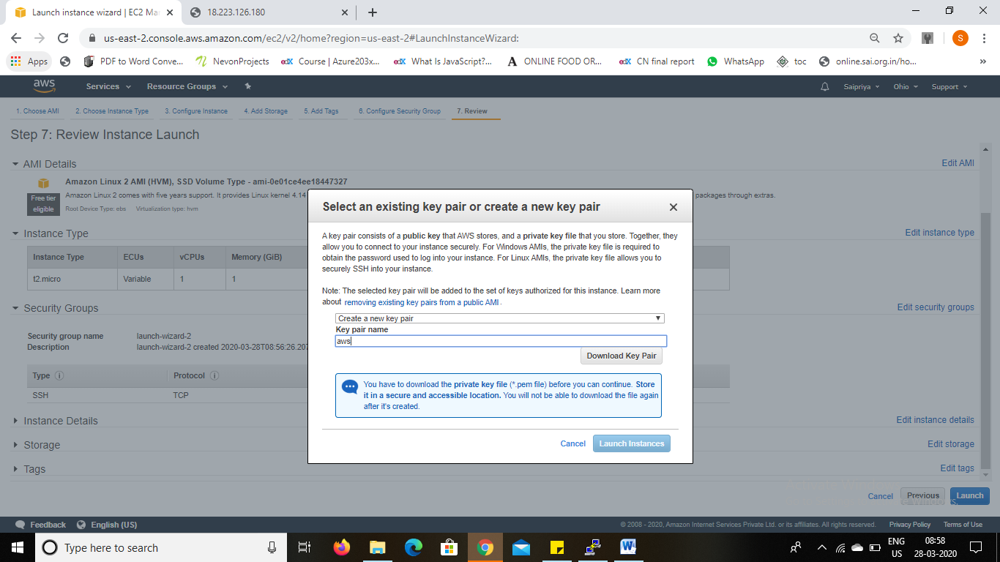 Launch instance wizard | EC2 Ma
18.223.126.180
us-east-2.console.aws.amazon.com/ec2/v2/home?region=us-east-2#LaunchInstanceWizard:
S
Apps
PDF to Word Conve...
NevonProjects
edX Course | Azure203x...
edX What Is JavaScript?...
A ONLINE FOOD OR...
edX CN final report
WhatsApp
toc
online.sai.org.in/ho...
aws Services Resource Groups Saipriya Ohio Support
1. Choose AMI 2. Choose Instance Type 3. Configure Instance 4. Add Storage 5. Add Tags 6. Configure Security Group 7. Review
Step 7: Review Instance Launch
AMI Details
Edit AMI
Amazon Linux 2 AMI (HVM), SSD Volume Type - ami-0e01ce4ee18447327
Free tier
eligible
Amazon Linux 2 comes with five years support. It provides Linux kernel 4.14 packages through extras.
Root Device Type: ebs Virtualization type: hvm
Instance Type
Edit instance type
Instance Type ECUs vCPUs Memory (GiB)
t2.micro Variable 1 1
Security Groups
Edit security groups
Security group name launch-wizard-2
Description launch-wizard-2 created 2020-03-28T08:56:26.207
Type Protocol
SSH TCP
Instance Details
Edit instance details
Storage
Edit storage
Tags
Edit tags
Select an existing key pair or create a new key pair
A key pair consists of a public key that AWS stores, and a private key file that you store. Together, they
allow you to connect to your instance securely. For Windows AMIs, the private key file is required to
obtain the password used to log into your instance. For Linux AMIs, the private key file allows you to
securely SSH into your instance.
Note: The selected key pair will be added to the set of keys authorized for this instance. Learn more
about removing existing key pairs from a public AMI .
Create a new key pair
Key pair name
aws
Download Key Pair
You have to download the private key file (*.pem file) before you can continue. Store
it in a secure and accessible location. You will not be able to download the file again
after it's created.
Cancel Launch Instances
Cancel Previous Launch
Feedback English (US) © 2008 - 2020, Amazon Internet Services Private Ltd. or its affiliates. All rights reserved. Privacy Policy Terms of Use
Type here to search
ENG
US
08:58
28-03-2020